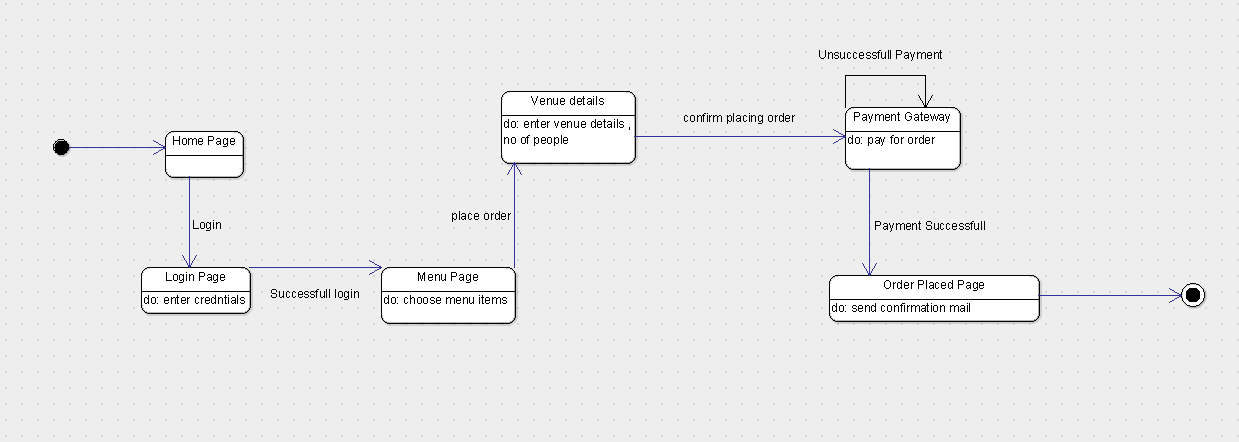 Unsuccessfull Payment
Venue details
do: enter venue details ,
no of people
confirm placing order
Payment Gateway
do: pay for order
Home Page
Login
place order
Payment Successfull
Login Page
do: enter credntials
Successfull login
Menu Page
do: choose menu items
Order Placed Page
do: send confirmation mail